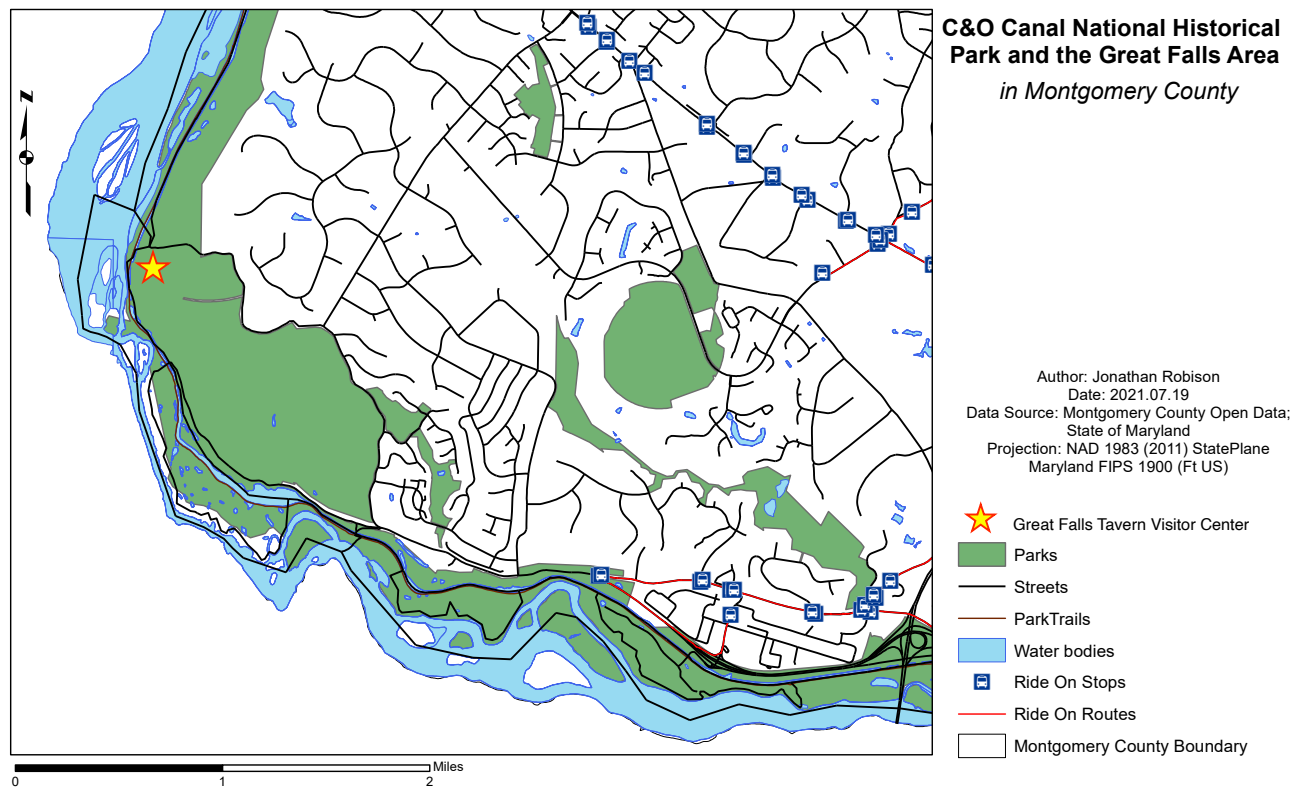 C&O Canal National Historical
Park and the Great Falls Area
in Montgomery County
N
Author: Jonathan Robison
Date: 2021.07.19
Data Source: Montgomery County Open Data;
State of Maryland
Projection: NAD 1983 (2011) StatePlane
Maryland FIPS 1900 (Ft US)
Great Falls Tavern Visitor Center
Parks
Streets
ParkTrails
Water bodies
Ride On Stops
Ride On Routes
Montgomery County Boundary
Miles
0 1 2